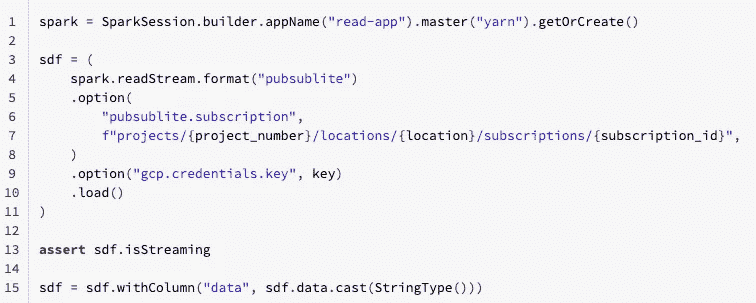 1 spark = SparkSession.builder.appName("read-app").master("yarn").getOrCreate()
2
3 sdf = (
4     spark.readStream.format("pubsublite")
5     .option(
6         "pubsublite.subscription",
7         f"projects/{project_number}/locations/{location}/subscriptions/{subscription_id}",
8     )
9     .option("gcp.credentials.key", key)
10     .load()
11 )
12
13 assert sdf.isStreaming
14
15 sdf = sdf.withColumn("data", sdf.data.cast(StringType()))